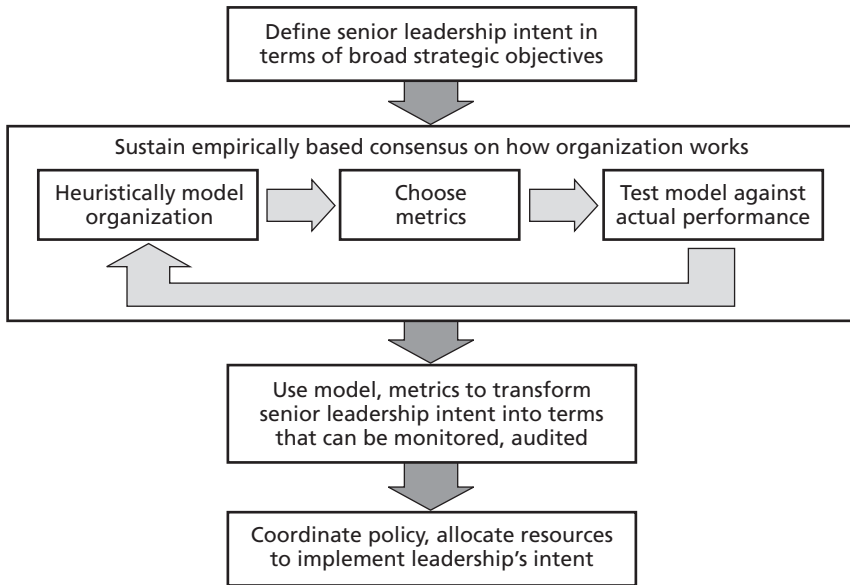 Define senior leadership intent in
terms of broad strategic objectives
Sustain empirically based consensus on how organization works
Heuristically model
organization
Choose
metrics
Test model against
actual performance
Use model, metrics to transform
senior leadership intent into terms
that can be monitored, audited
Coordinate policy, allocate resources
to implement leadership’s intent